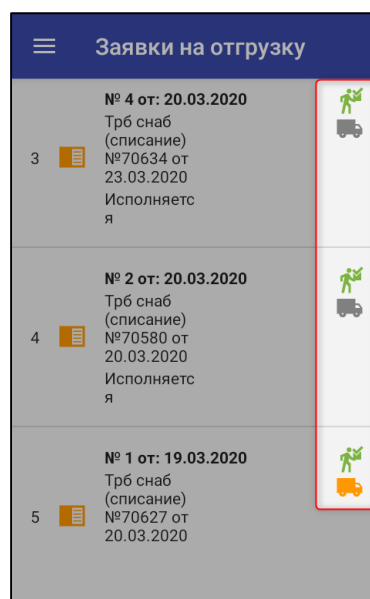 Заявки на отгрузку
№ 4 от: 20.03.2020
Трб снаб
(списание)
3
№70634 от
23.03.2020
Исполняетс
я
№ 2 от: 20.03.2020
Трб снаб
(списание)
4
№70580 от
20.03.2020
Исполняетс
я
№ 1 от: 19.03.2020
Трб снаб
(списание)
5
№70627 от
20.03.2020